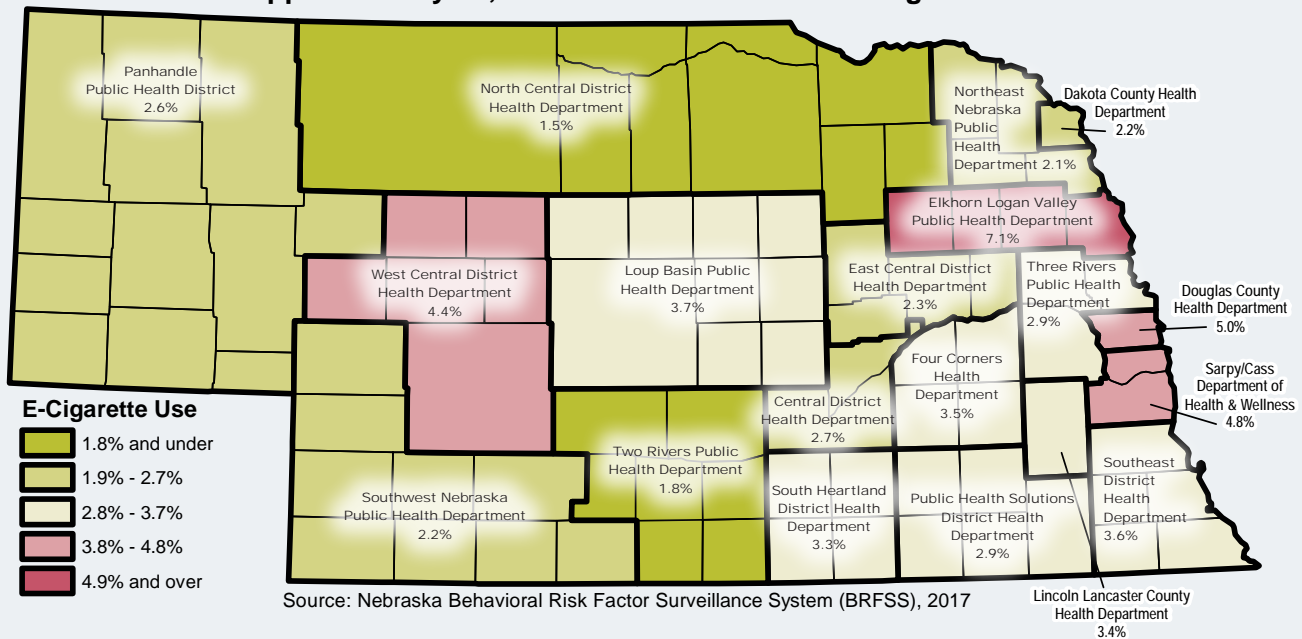 Panhandle
Public Health District
2.6%
North Central District
Health Department
1.5%
Northeast
Nebraska
Public
Health
Department 2.1%
Dakota County Health
Department
2.2%
Elkhorn Logan Valley
Public Health Department
7.1%
West Central District
Health Department
4.4%
Loup Basin Public
Health Department
3.7%
East Central District
Health Department
2.3%
Three Rivers
Public Health
Department
2.9%
Douglas County
Health Department
5.0%
Sarpy/Cass
Department of
Health & Wellness
4.8%
Four Corners
Health
Department
3.5%
Central District
Health Department
2.7%
Two Rivers Public
Health Department
1.8%
Southwest Nebraska
Public Health Department
2.2%
South Heartland
District Health
Department
3.3%
Public Health Solutions
District Health
Department
2.9%
Southeast
District
Health
Department
3.6%
Lincoln Lancaster County
Health Department
3.4%
E-Cigarette Use
1.8% and under
1.9% - 2.7%
2.8% - 3.7%
3.8% - 4.8%
4.9% and over
Source: Nebraska Behavioral Risk Factor Surveillance System (BRFSS), 2017